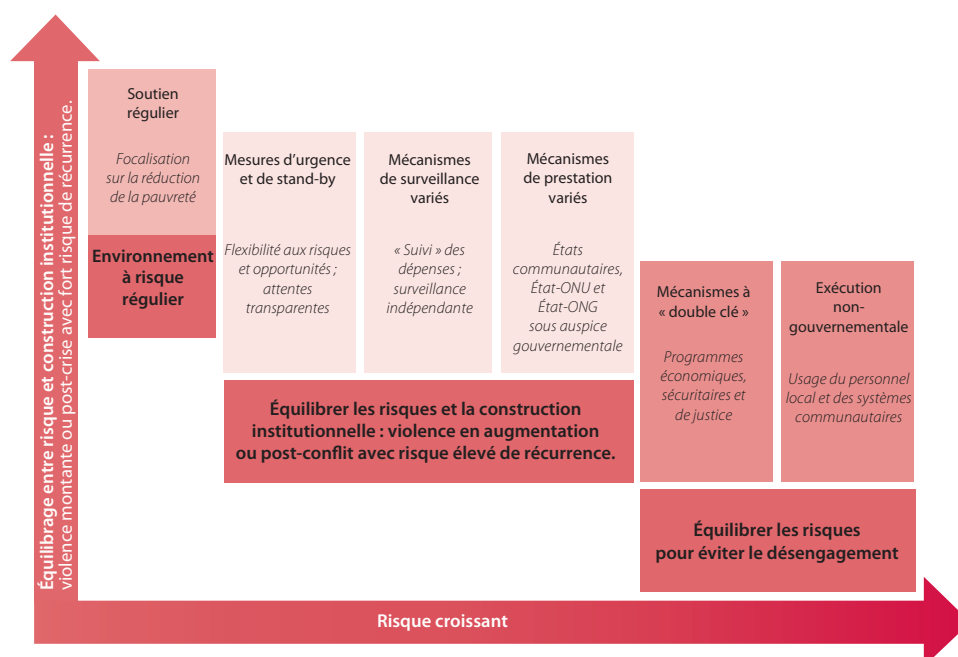 Équilibrage entre risque et construction institutionnelle :
violence montante ou post-crise avec fort risque de récurrence.
Soutien
régulier
Focalisation
sur la réduction
de la pauvreté
Environnement
à risque
régulier
Mesures d'urgence
et de stand-by
Flexibilité aux risques
et opportunités ;
attentes
transparentes
Mécanismes
de surveillance
variés
« Suivi » des
dépenses ;
surveillance
indépendante
Mécanismes
de prestation
variés
États
communautaires,
État-ONU et
État-ONG
sous auspice
gouvernementale
Équilibrer les risques et la construction
institutionnelle : violence en augmentation
ou post-conflit avec risque élevé de récurrence.
Mécanismes à
« double clé »
Programmes
économiques,
sécuritaires et
de justice
Exécution
non-
gouvernementale
Usage du personnel
local et des systèmes
communautaires
Équilibrer les risques
pour éviter le désengagement
Risque croissant